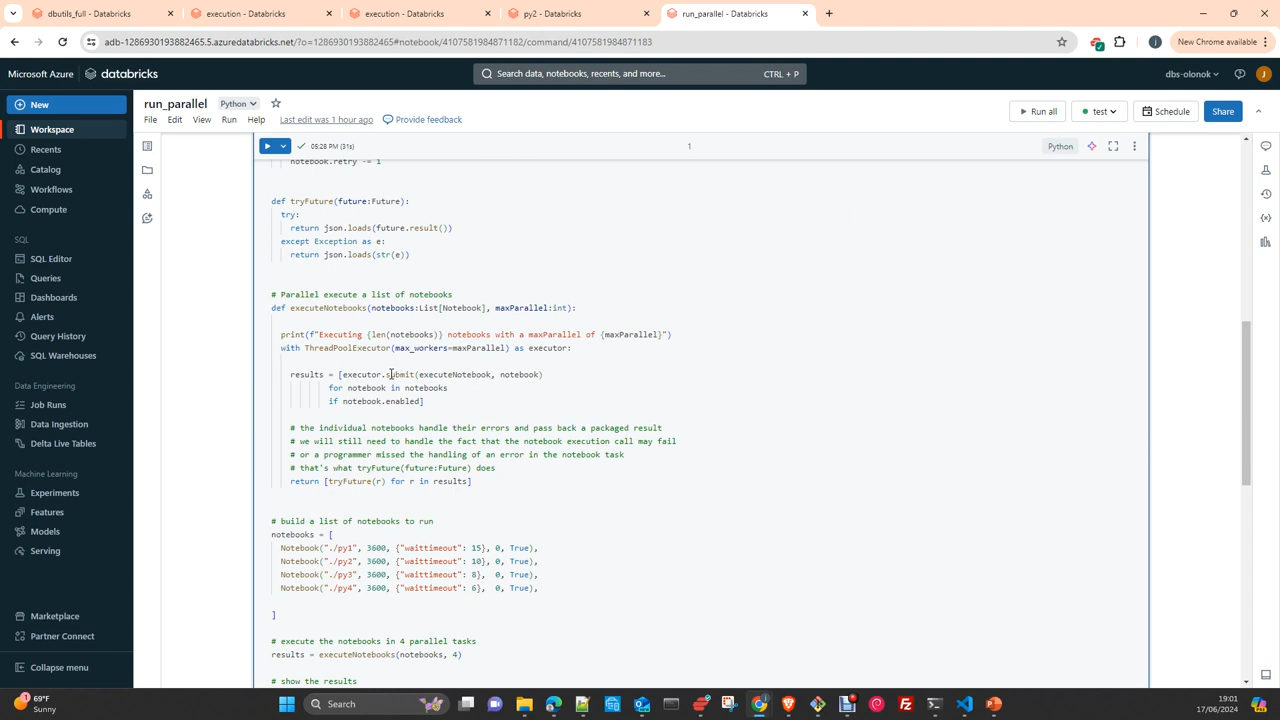 dbutils_full - Databricks
execution - Databricks
execution - Databricks
py2 - Databricks
run_parallel - Databricks
adb-1286930193882465.5.azuredatabricks.net/?o=1286930193882465#notebook/4107581984871182/command/4107581984871183
New Chrome available
Microsoft Azure
databricks
Search data, notebooks, recents, and more...
CTRL + P
dbs-olonok
J
New
Workspace
Recents
Catalog
Workflows
Compute
SQL
SQL Editor
Queries
Dashboards
Alerts
Query History
SQL Warehouses
Data Engineering
Job Runs
Data Ingestion
Delta Live Tables
Machine Learning
Experiments
Features
Models
Serving
Marketplace
Partner Connect
Collapse menu
run_parallel
Python
File Edit View Run Help Last edit was 1 hour ago Provide feedback
Run all
test
Schedule
Share
05:28 PM (31s)
1
Python
notebook.retry -= 1
def tryFuture(future:Future):
try:
return json.loads(future.result())
except Exception as e:
return json.loads(str(e))
# Parallel execute a list of notebooks
def executeNotebooks(notebooks:List[Notebook], maxParallel:int):
print(f"Executing {len(notebooks)} notebooks with a maxParallel of {maxParallel}")
with ThreadPoolExecutor(max_workers=maxParallel) as executor:
results = [executor.submit(executeNotebook, notebook)
for notebook in notebooks
if notebook.enabled]
# the individual notebooks handle their errors and pass back a packaged result
# we will still need to handle the fact that the notebook execution call may fail
# or a programmer missed the handling of an error in the notebook task
# that's what tryFuture(future:Future) does
return [tryFuture(r) for r in results]
# build a list of notebooks to run
notebooks = [
Notebook("./py1", 3600, {"waittimeout": 15}, 0, True),
Notebook("./py2", 3600, {"waittimeout": 10}, 0, True),
Notebook("./py3", 3600, {"waittimeout": 8}, 0, True),
Notebook("./py4", 3600, {"waittimeout": 6}, 0, True),
]
# execute the notebooks in 4 parallel tasks
results = executeNotebooks(notebooks, 4)
# show the results
69°F
Sunny
Search
19:01
17/06/2024